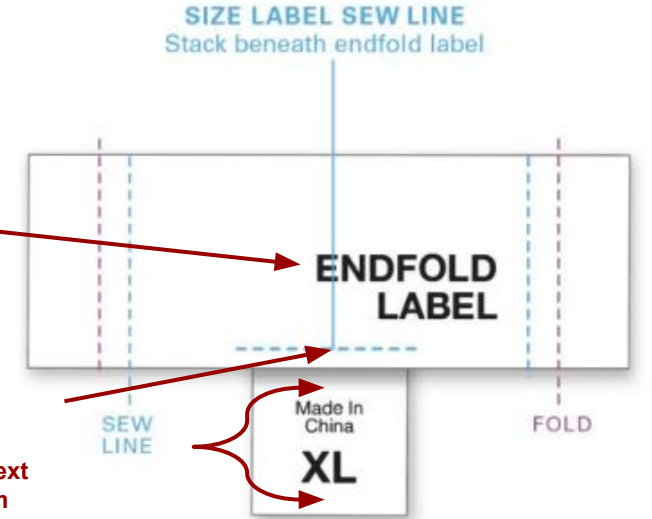 SIZE LABEL SEW LINE
Stack beneath endfold label
ENDFOLD
LABEL
SEW
LINE
Made In
China
XL
FOLD